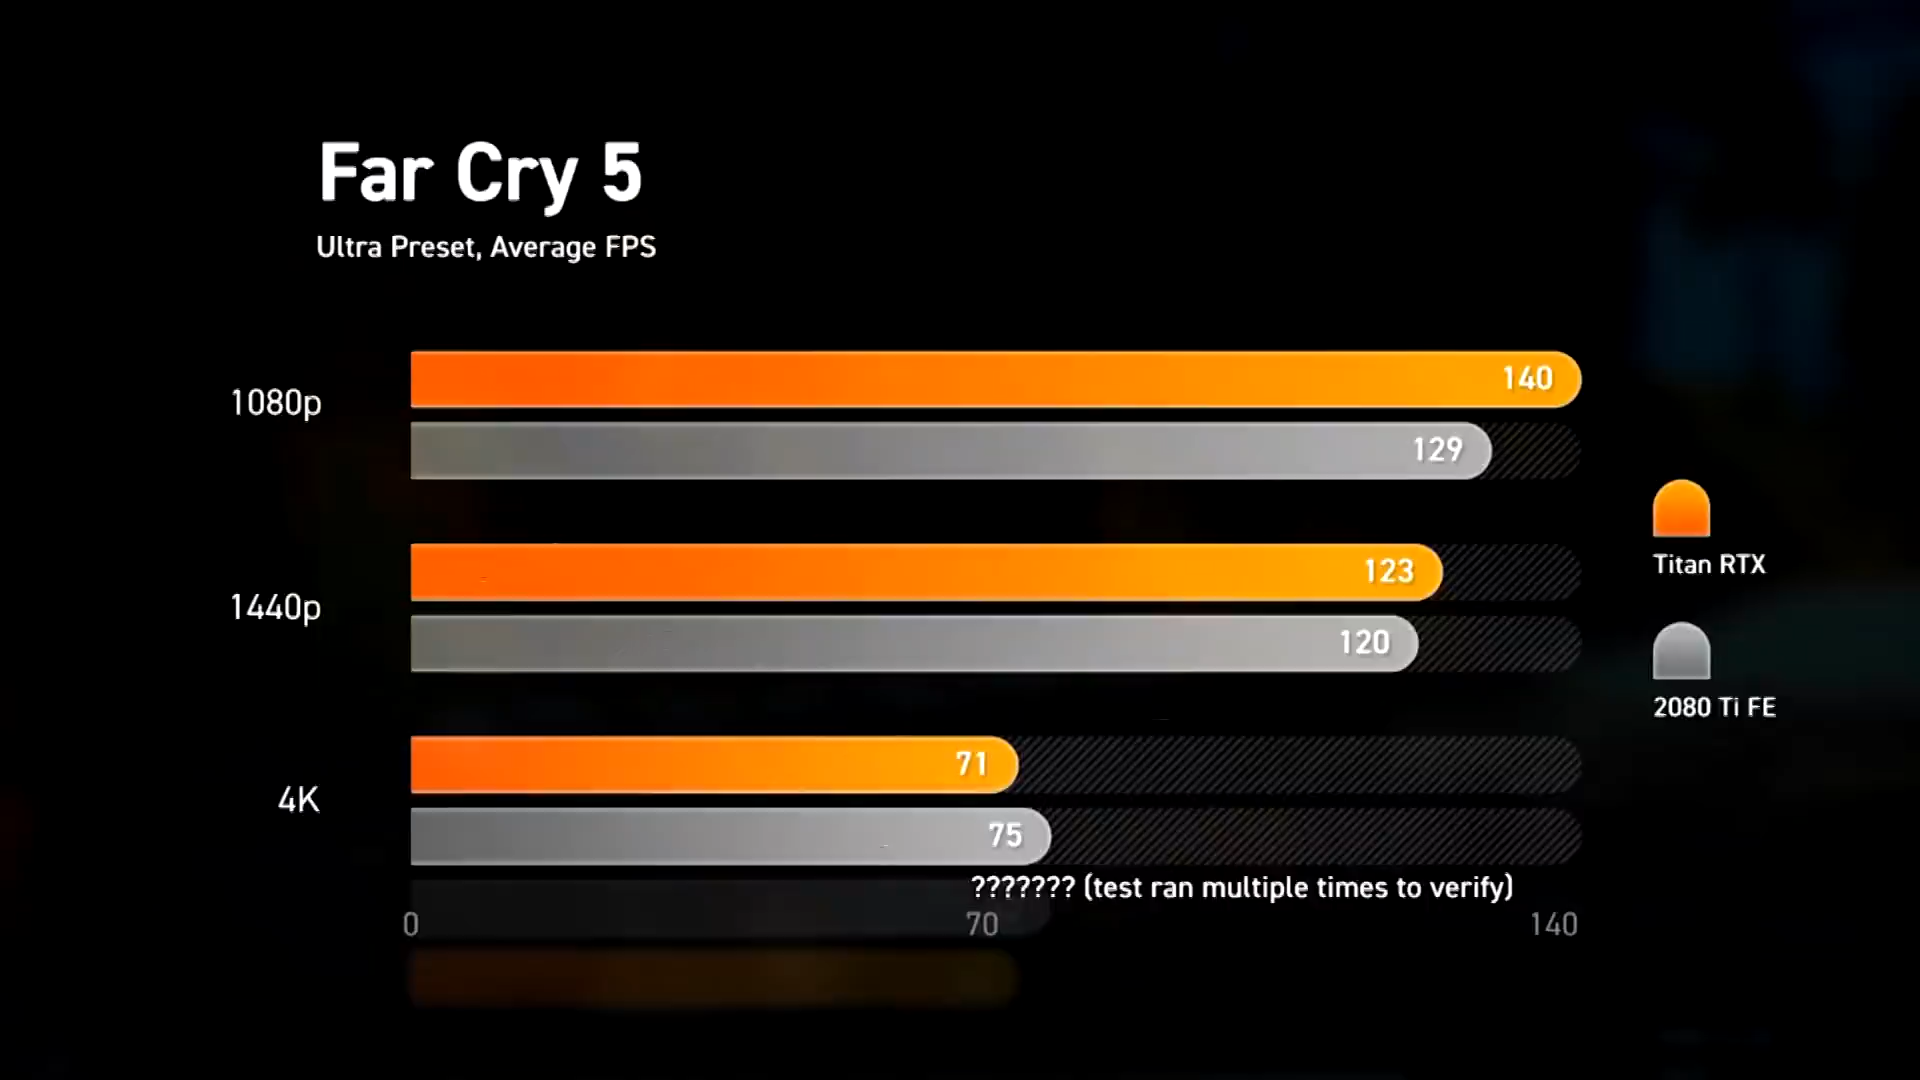 Far Cry 5
Ultra Preset, Average FPS
1080p
140
129
1440p
123
120
4K
71
75
??????? (test ran multiple times to verify)
0 70 140
Titan RTX
2080 Ti FE